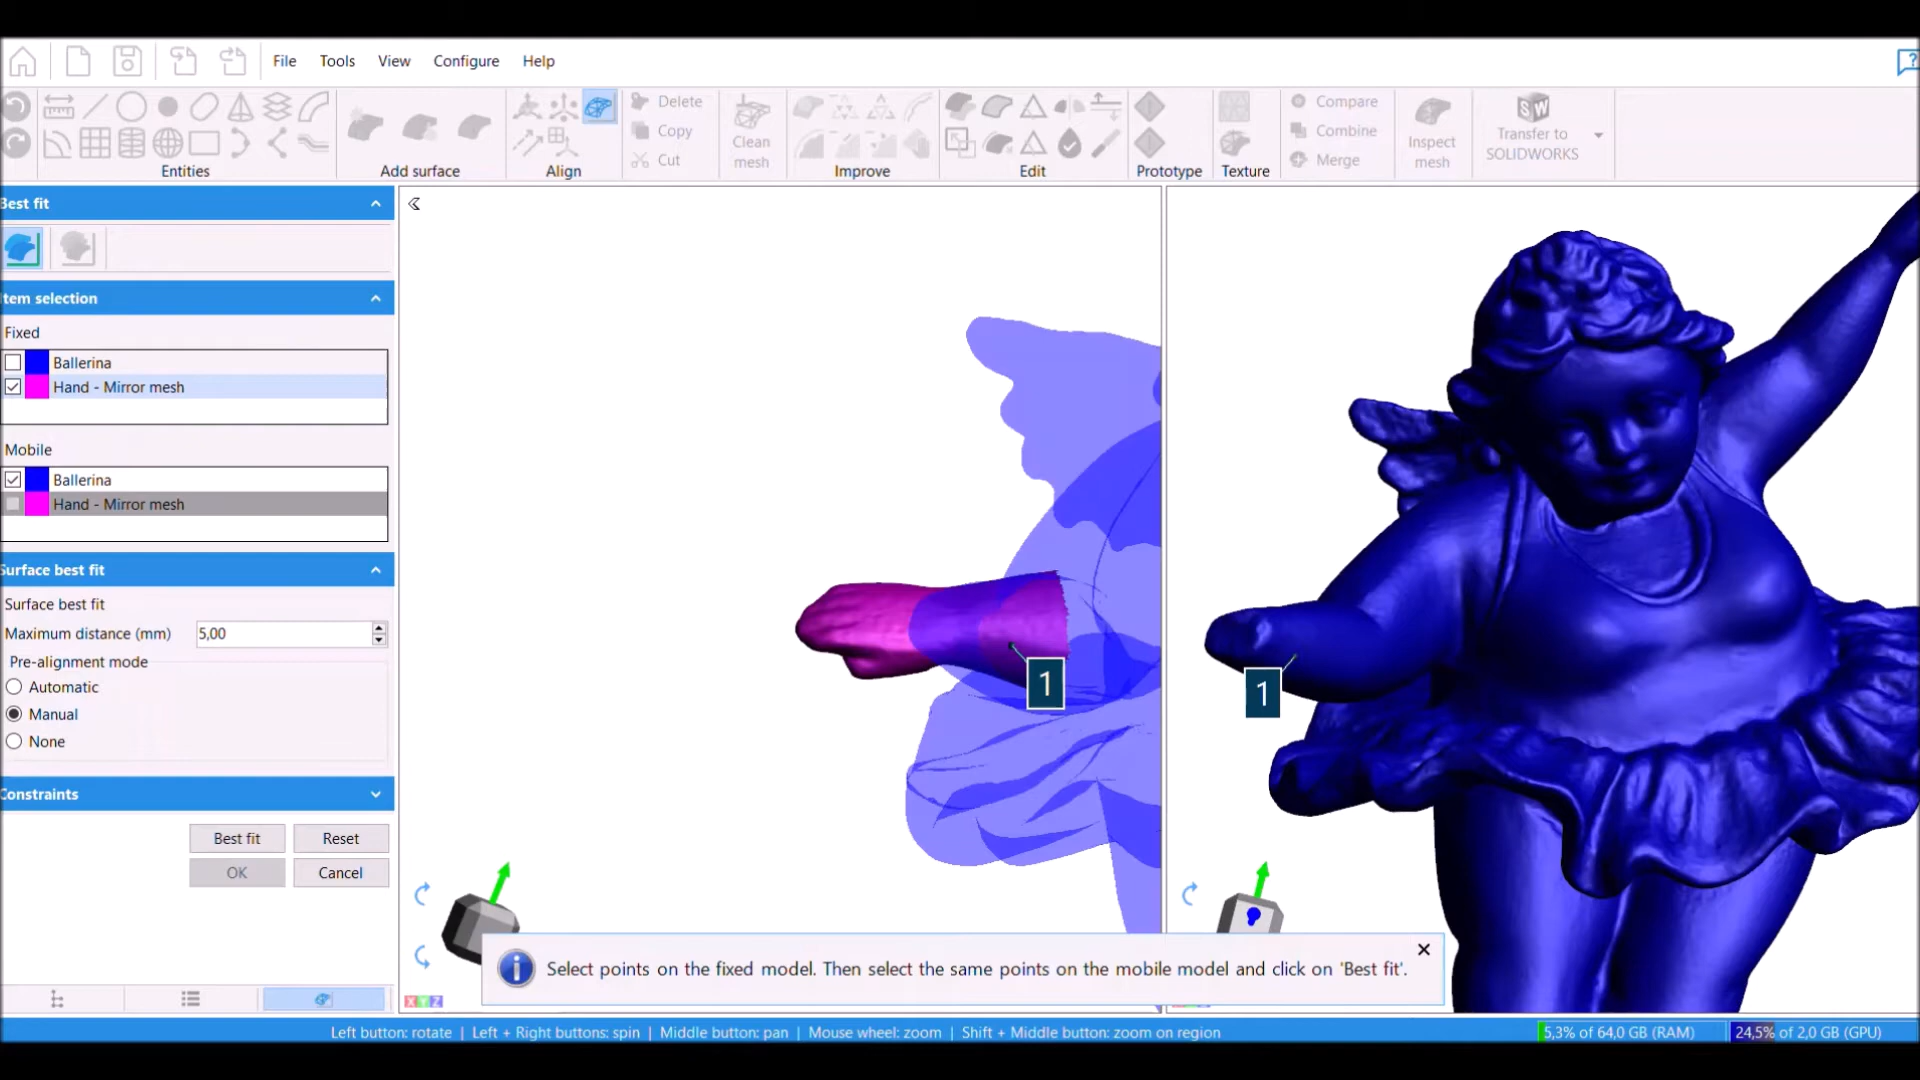 File Tools View Configure Help
Delete
Copy
Cut
Clean
mesh
Compare
Combine
Merge
Inspect
mesh
SW
Transfer to
SOLIDWORKS
Entities
Add surface
Align
Improve
Edit
Prototype
Texture
Best fit
Item selection
Fixed
Ballerina
Hand - Mirror mesh
Mobile
Ballerina
Hand - Mirror mesh
Surface best fit
Surface best fit
Maximum distance (mm) 5,00
Pre-alignment mode
Automatic
Manual
None
Constraints
Best fit Reset
OK Cancel
1
1
Select points on the fixed model. Then select the same points on the mobile model and click on 'Best fit'.
X Y Z
Left button: rotate | Left + Right buttons: spin | Middle button: pan | Mouse wheel: zoom | Shift + Middle button: zoom on region
5,3% of 64,0 GB (RAM) 24,5% of 2,0 GB (GPU)